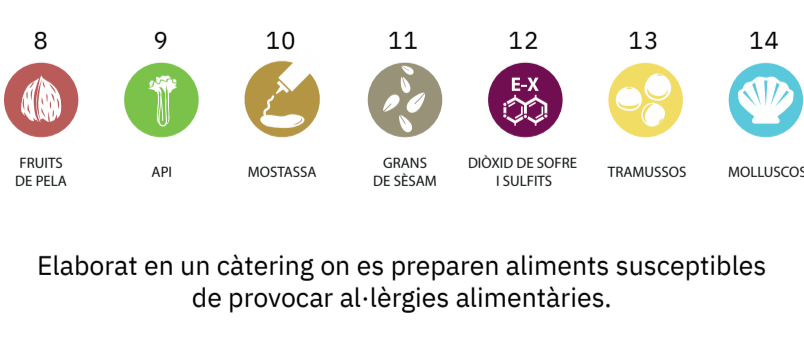 8 9 10 11 12 13 14
E-X
FRUITS
DE PELA
API
MOSTASSA
GRANS
DE SÈSAM
DIÒXID DE SOFRE
I SULFITS
TRAMUSSOS
MOLLUSCOS
Elaborat en un càtering on es preparen aliments susceptibles
de provocar al·lèrgies alimentàries.